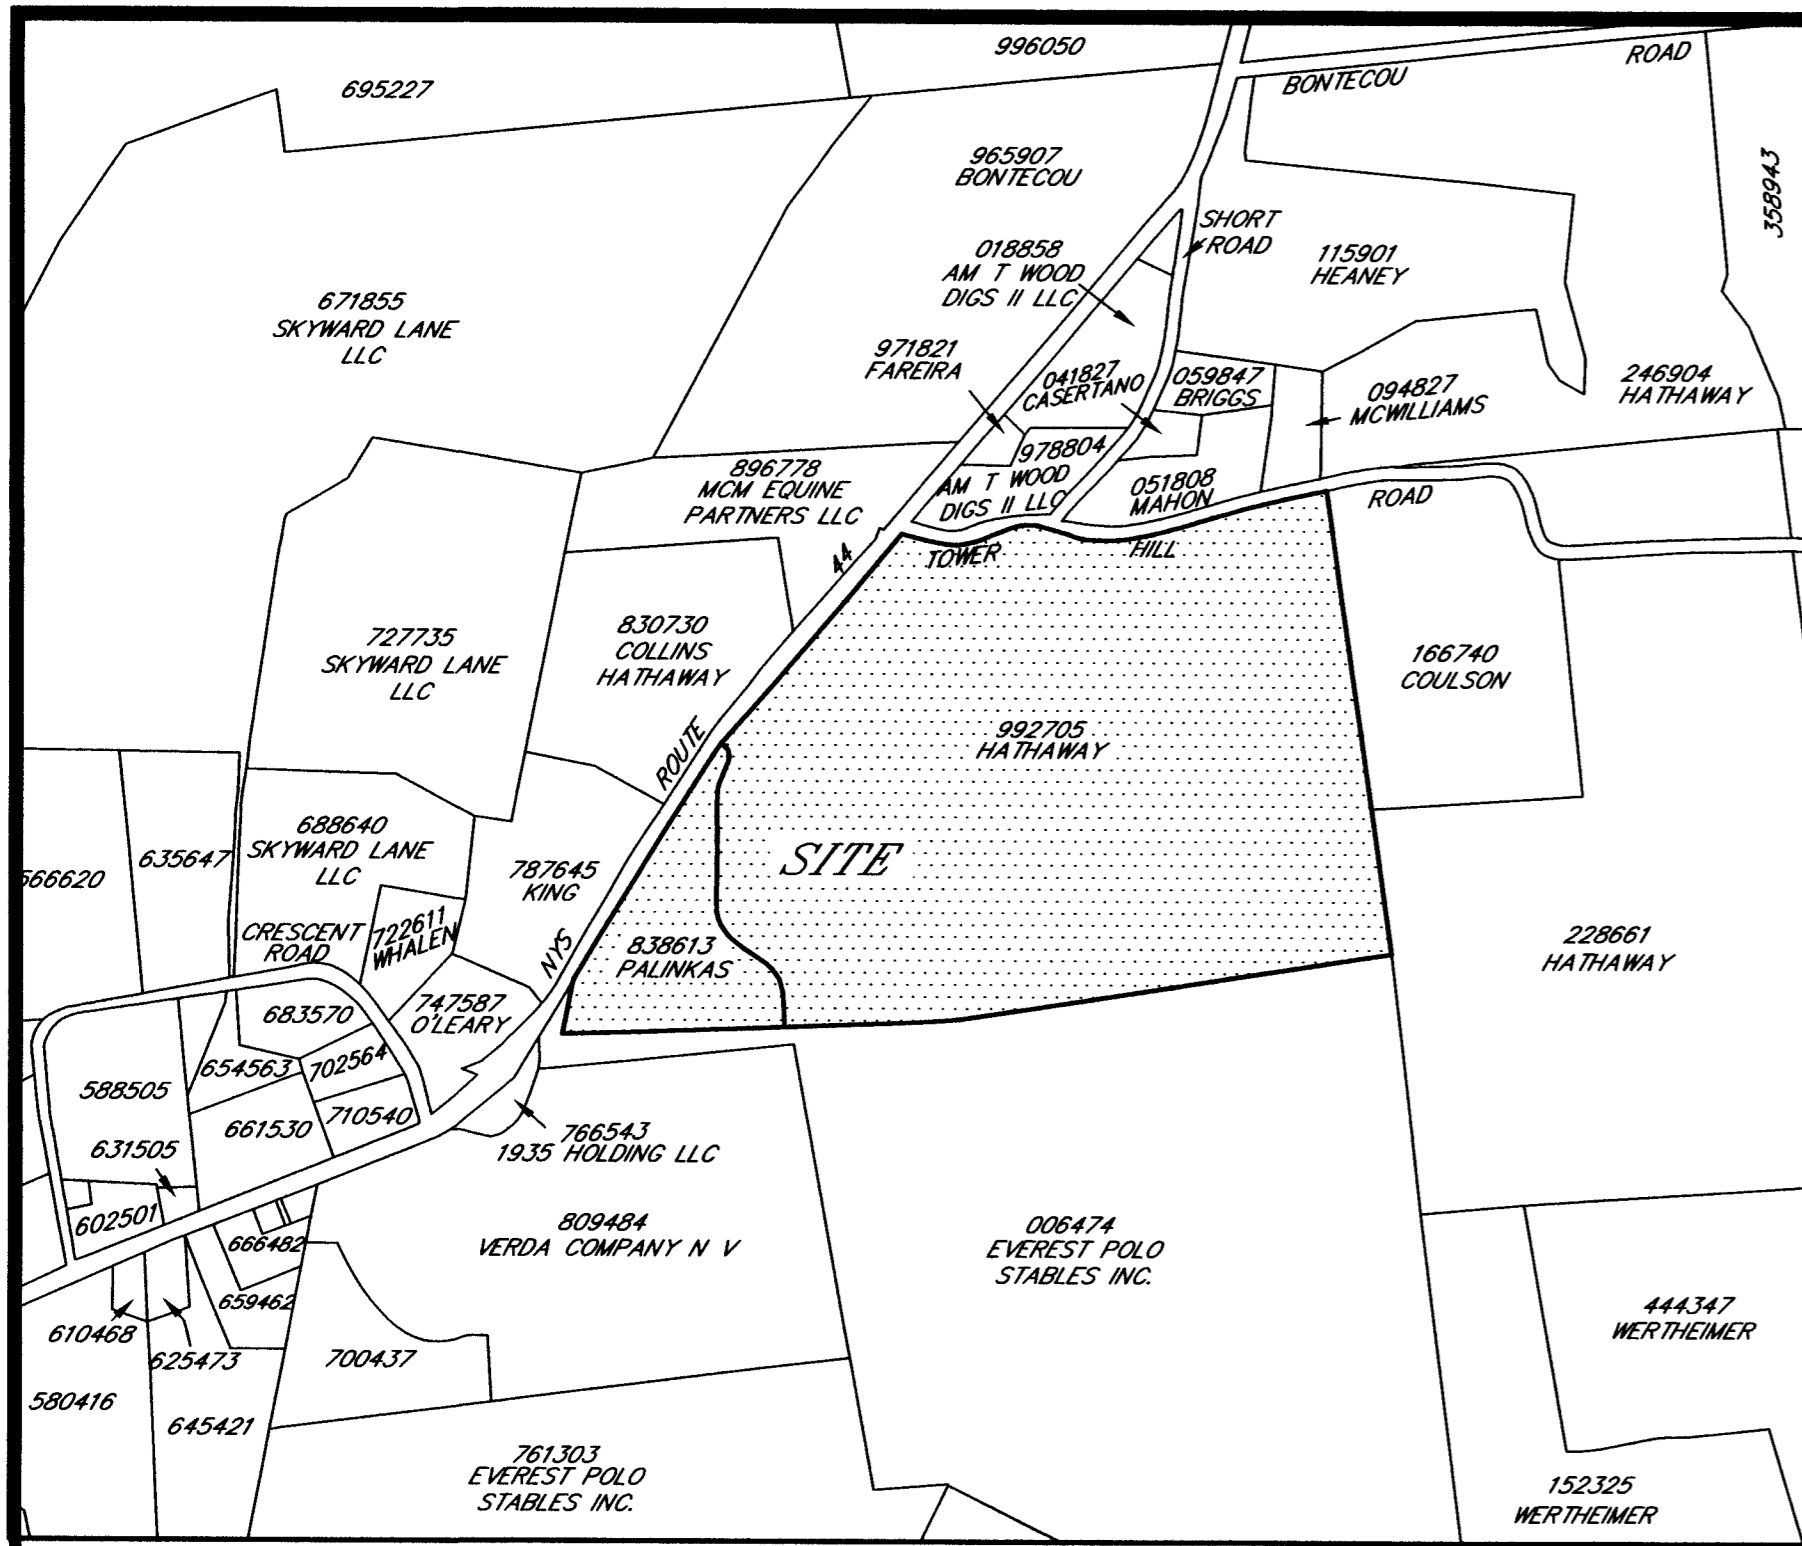 996050
ROAD
BONTECOU
695227
965907
BONTECOU
358943
SHORT
ROAD
018858
AM T WOOD
DIGS II LLC
115901
HEANEY
671855
SKYWARD LANE
LLC
971821
FAREIRA
041827
CASERTANO
059847
BRIGGS
094827
MCWILLIAMS
246904
HATHAWAY
896778
MCM EQUINE
PARTNERS LLC
978804
AM T WOOD
DIGS II LLC
051808
MAHON
ROAD
44
TOWER
HILL
830730
COLLINS
HATHAWAY
727735
SKYWARD LANE
LLC
166740
COULSON
992705
HATHAWAY
ROUTE
688640
SKYWARD LANE
LLC
635647
566620
787645
KING
SITE
CRESCENT
ROAD
722611
WHALEN
NYS
838613
PALINKAS
228661
HATHAWAY
683570
747587
O'LEARY
654563
702564
588505
710540
661530
631505
766543
1935 HOLDING LLC
602501
666482
809484
VERDA COMPANY N V
006474
EVEREST POLO
STABLES INC.
659462
610468
625473
700437
444347
WERTHEIMER
580416
645421
761303
EVEREST POLO
STABLES INC.
152325
WERTHEIMER